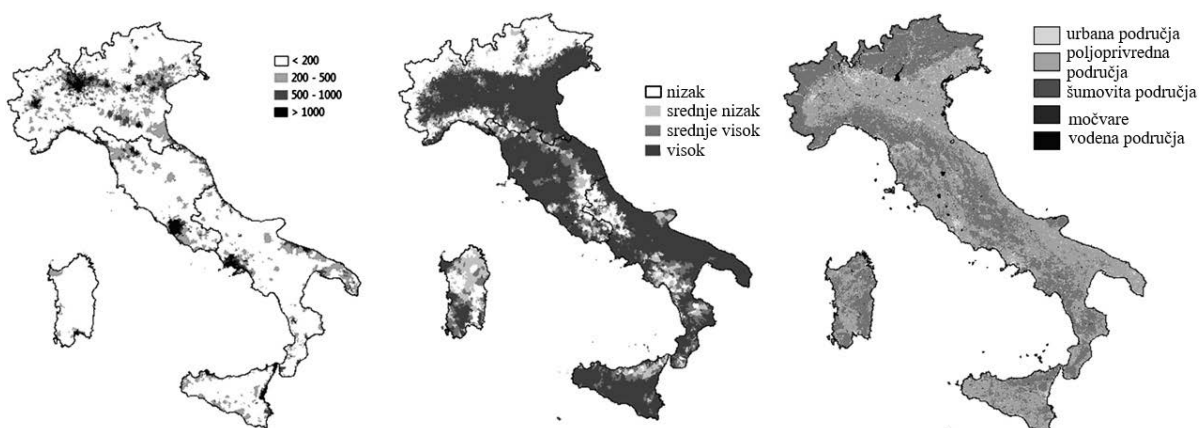 < 200
200 - 500
500 - 1000
> 1000
nizak
srednje nizak
srednje visok
visok
urbana područja
poljoprivredna
područja
šumovita područja
močvare
vodena područja